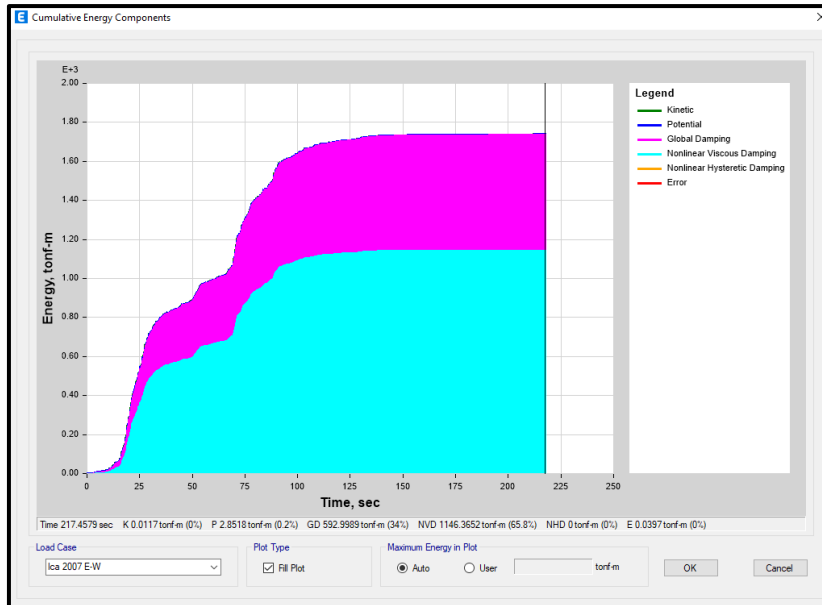 E Cumulative Energy Components
E+3
2.00
1.80
1.60
1.40
1.20
1.00
0.80
0.60
0.40
0.20
0.00
Energy, tonf-m
0 25 50 75 100 125 150 175 200 225 250
Time, sec
Legend
Kinetic
Potential
Global Damping
Nonlinear Viscous Damping
Nonlinear Hysteretic Damping
Error
Time 217.4579 sec K 0.0117 tonf-m (0%) P 2.8518 tonf-m (0.2%) GD 592.9989 tonf-m (34%) NVD 1146.3652 tonf-m (65.8%) NHD 0 tonf-m (0%) E 0.0397 tonf-m (0%)
Load Case
Ica 2007 E-W
Plot Type
Fill Plot
Maximum Energy in Plot
Auto User tonf-m
OK Cancel